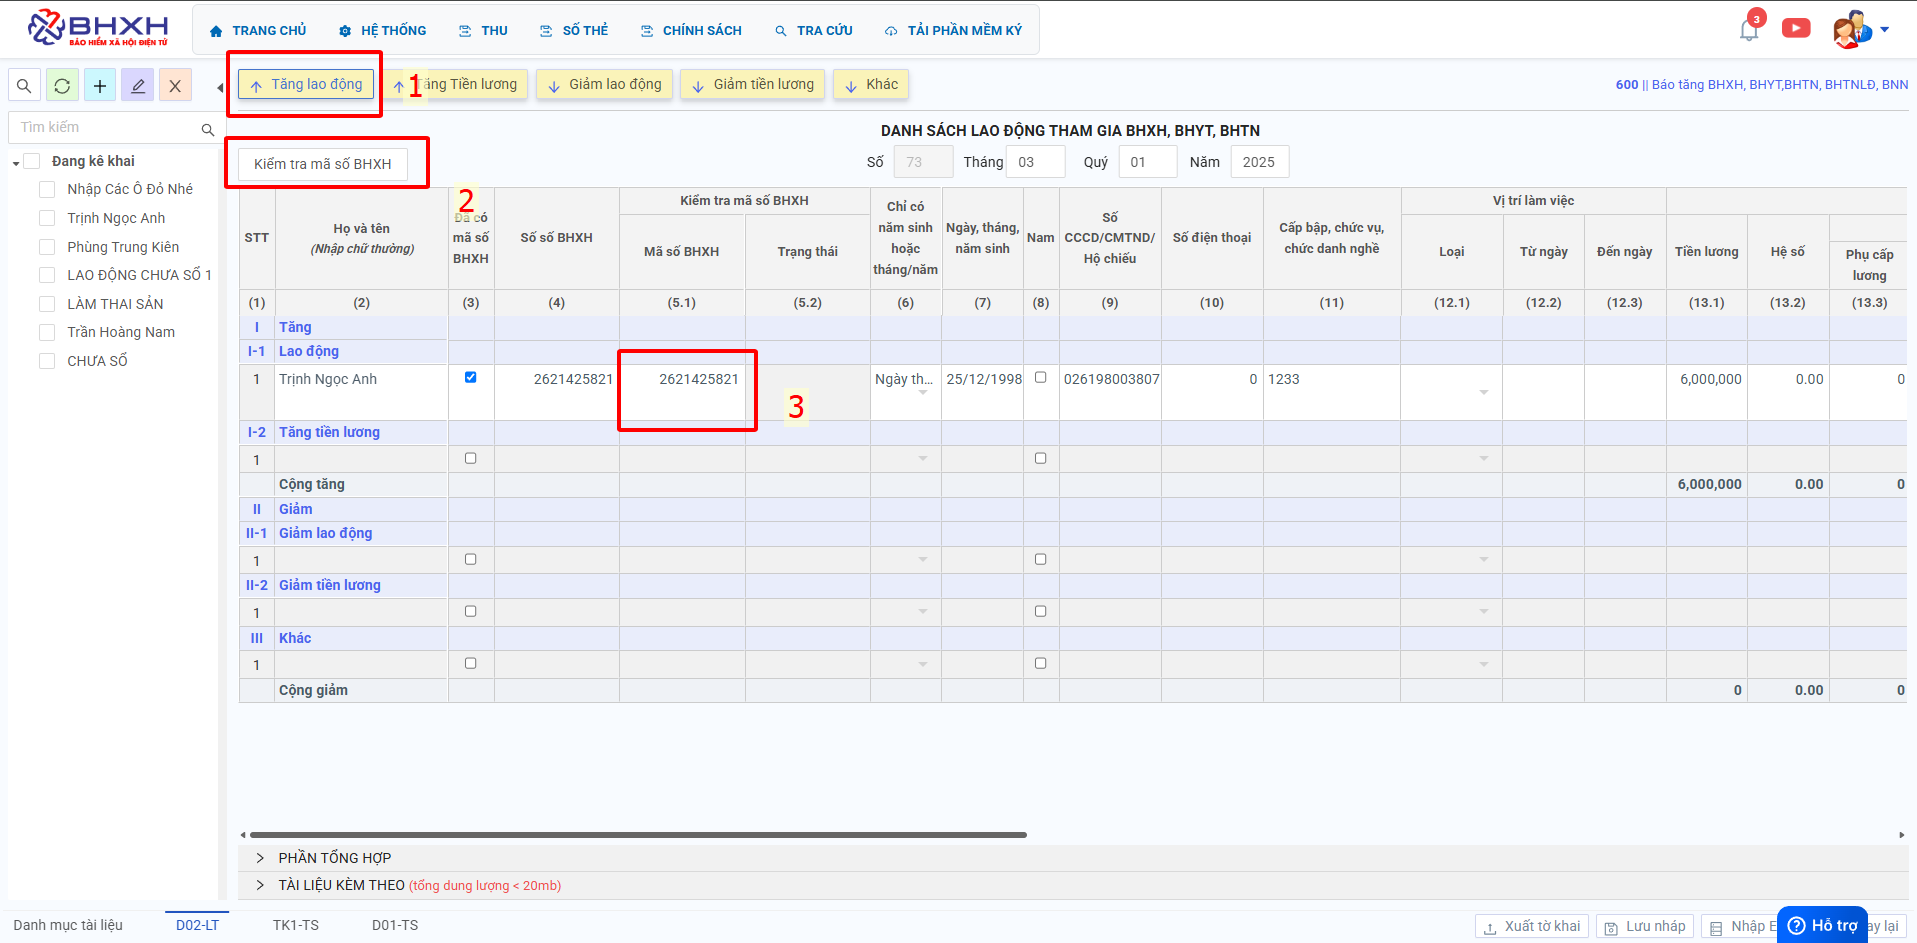 BHXH
BẢO HIỂM XÃ HỘI ĐIỆN TỬ
TRANG CHỦ
HỆ THỐNG
THU
SỔ THẺ
CHÍNH SÁCH
TRA CỨU
TẢI PHẦN MỀM KÝ
3
Tăng lao động
1
Tăng Tiền lương
Giảm lao động
Giảm tiền lương
Khác
600 || Báo tăng BHXH, BHYT,BHTN, BHTNLĐ, BNN
Tìm kiếm
Đang kê khai
Nhập Các Ô Đỏ Nhé
Trịnh Ngọc Anh
Phùng Trung Kiên
LAO ĐỘNG CHƯA SỔ 1
LÀM THAI SẢN
Trần Hoàng Nam
CHƯA SỔ
DANH SÁCH LAO ĐỘNG THAM GIA BHXH, BHYT, BHTN
Kiểm tra mã số BHXH
Số 73 Tháng 03 Quý 01 Năm 2025
2
STT
Họ và tên
(Nhập chữ thường)
Đã có
mã số
BHXH
Số sổ BHXH
Kiểm tra mã số BHXH
Mã số BHXH
Trạng thái
Chỉ có
năm sinh
hoặc
tháng/năm
Ngày, tháng,
năm sinh
Nam
Số
CCCD/CMTND/
Hộ chiếu
Số điện thoại
Cấp bập, chức vụ,
chức danh nghề
Vị trí làm việc
Loại
Từ ngày
Đến ngày
Tiền lương
Hệ số
Phụ cấp
lương
(1) (2) (3) (4) (5.1) (5.2) (6) (7) (8) (9) (10) (11) (12.1) (12.2) (12.3) (13.1) (13.2) (13.3)
I Tăng
I-1 Lao động
1 Trịnh Ngọc Anh 2621425821 2621425821 Ngày th... 25/12/1998 026198003807 0 1233 6,000,000 0.00 0
3
I-2 Tăng tiền lương
1
Cộng tăng 6,000,000 0.00 0
II Giảm
II-1 Giảm lao động
1
II-2 Giảm tiền lương
1
III Khác
1
Cộng giảm 0 0.00 0
PHẦN TỔNG HỢP
TÀI LIỆU KÈM THEO (tổng dung lượng < 20mb)
Danh mục tài liệu
D02-LT
TK1-TS
D01-TS
Xuất tờ khai
Lưu nháp
Nhập E
Hỗ trợ
ay lại